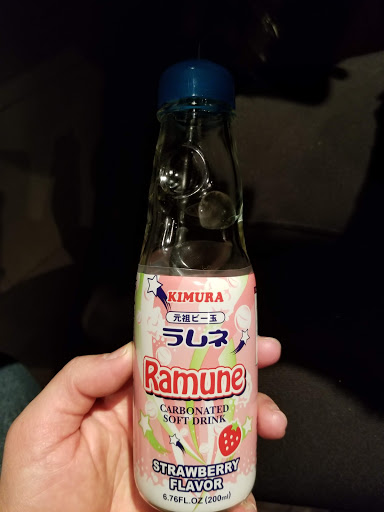 KIMURA
元祖ビー玉
ラムネ
Ramune
CARBONATED
SOFT DRINK
STRAWBERRY
FLAVOR
6.76FL.OZ (200ml)